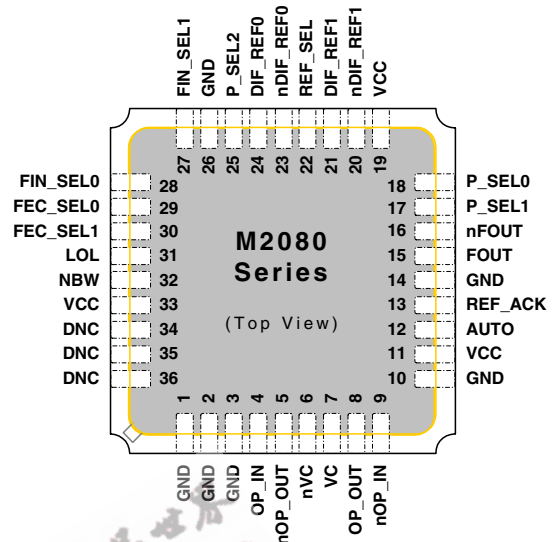 FIN_SEL1
GND
P_SEL2
DIF_REF0
nDIF_REF0
REF_SEL
DIF_REF1
nDIF_REF1
VCC
27 26 25 24 23 22 21 20 19
FIN_SEL0 28
FEC_SEL0 29
FEC_SEL1 30
LOL 31
NBW 32
VCC 33
DNC 34
DNC 35
DNC 36
M2080
Series
(Top View)
18 P_SEL0
17 P_SEL1
16 nFOUT
15 FOUT
14 GND
13 REF_ACK
12 AUTO
11 VCC
10 GND
1 2 3 4 5 6 7 8 9
GND
GND
GND
OP_IN
nOP_OUT
nVC
VC
OP_OUT
nOP_IN